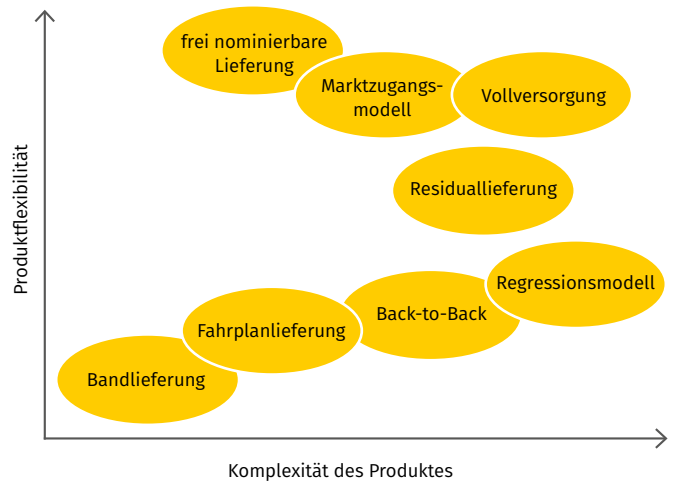 frei nominierbare
Lieferung
Marktzugangs-
modell
Vollversorgung
Residuallieferung
Regressionsmodell
Back-to-Back
Fahrplanlieferung
Bandlieferung
Produktflexibilität
Komplexität des Produktes